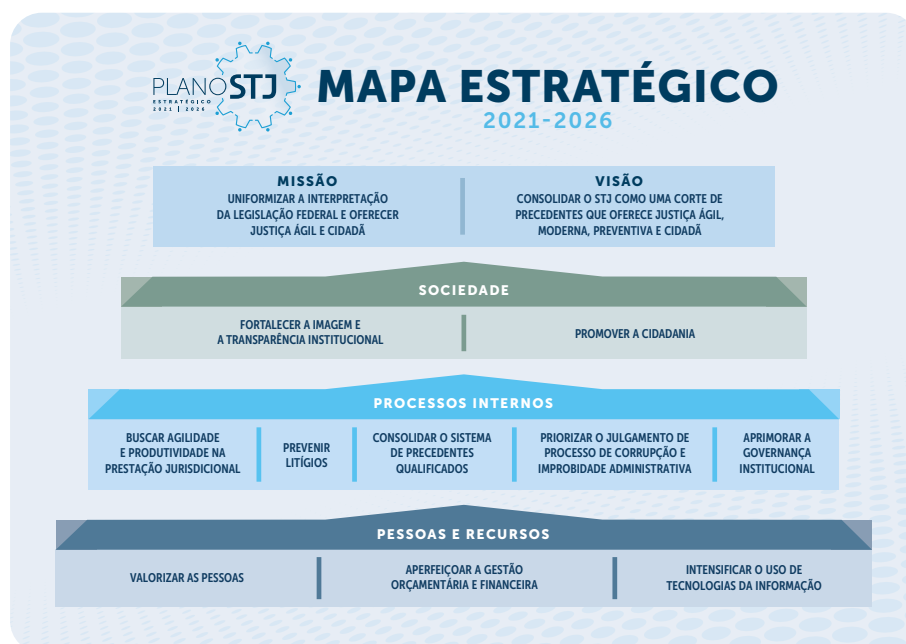 PLANO STJ
ESTRATÉGICO
2021 | 2026
MAPA ESTRATÉGICO
2021-2026
MISSÃO
UNIFORMIZAR A INTERPRETAÇÃO
DA LEGISLAÇÃO FEDERAL E OFERECER
JUSTIÇA ÁGIL E CIDADÃ
VISÃO
CONSOLIDAR O STJ COMO UMA CORTE DE
PRECEDENTES QUE OFERECE JUSTIÇA ÁGIL,
MODERNA, PREVENTIVA E CIDADÃ
SOCIEDADE
FORTALECER A IMAGEM E
A TRANSPARÊNCIA INSTITUCIONAL
PROMOVER A CIDADANIA
PROCESSOS INTERNOS
BUSCAR AGILIDADE
E PRODUTIVIDADE NA
PRESTAÇÃO JURISDICIONAL
PREVENIR
LITÍGIOS
CONSOLIDAR O SISTEMA
DE PRECEDENTES
QUALIFICADOS
PRIORIZAR O JULGAMENTO DE
PROCESSO DE CORRUPÇÃO E
IMPROBIDADE ADMINISTRATIVA
APRIMORAR A
GOVERNANÇA
INSTITUCIONAL
PESSOAS E RECURSOS
VALORIZAR AS PESSOAS
APERFEIÇOAR A GESTÃO
ORÇAMENTÁRIA E FINANCEIRA
INTENSIFICAR O USO DE
TECNOLOGIAS DA INFORMAÇÃO